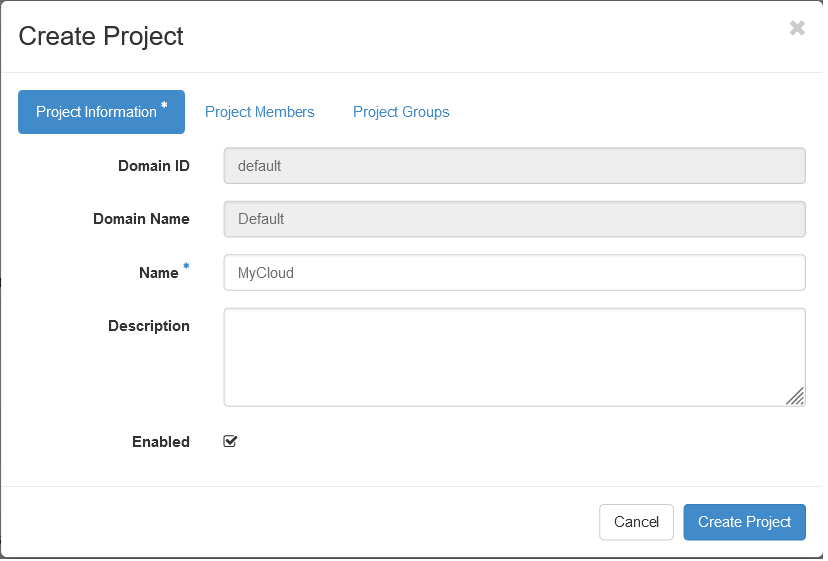 Create Project
Project Information * Project Members Project Groups
Domain ID default
Domain Name Default
Name * MyCloud
Description
Enabled
Cancel Create Project